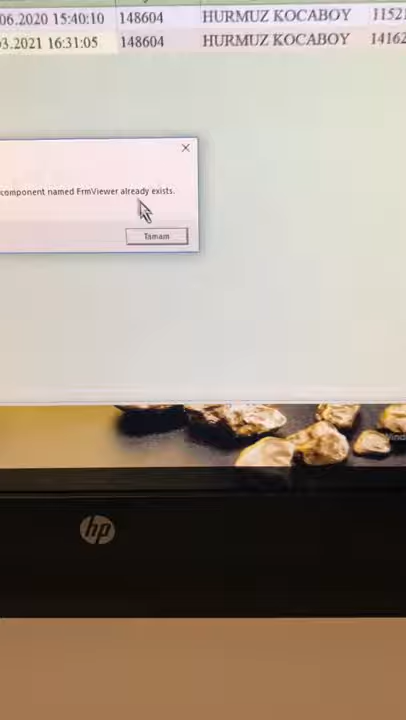 06.2020 15:40:10 148604 HURMUZ KOCABOY
03.2021 16:31:05 148604 HURMUZ KOCABOY 14162
component named FrmViewer already exists.
Tamam
hp